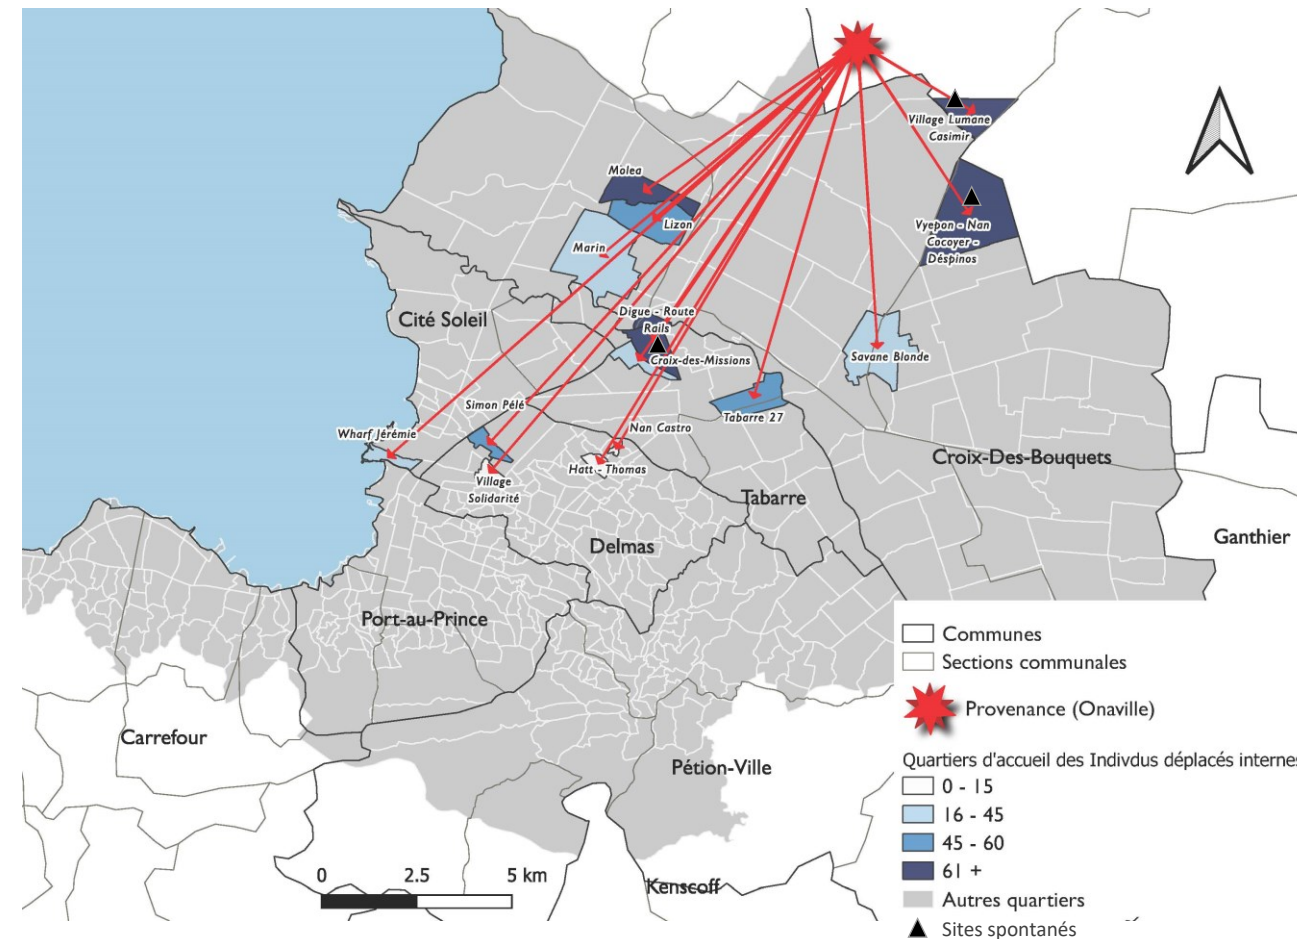 Village Lumane
Casimir
Molea
Lizon
Vyepon - Nan
Cocoyer -
Déspinos
Marin
Digue - Route
Rails
Cité Soleil
Croix-des-Missions
Savane Blonde
Simon Pélé
Tabarre 27
Nan Castro
Wharf Jérémie
Hatt - Thomas
Croix-Des-Bouquets
Village
Solidarité
Tabarre
Ganthier
Delmas
Port-au-Prince
Carrefour
Pétion-Ville
Kenscoff
0 2.5 5 km
Communes
Sections communales
Provenance (Onaville)
Quartiers d'accueil des Indivdus déplacés internes
0 - 15
16 - 45
45 - 60
61 +
Autres quartiers
Sites spontanés